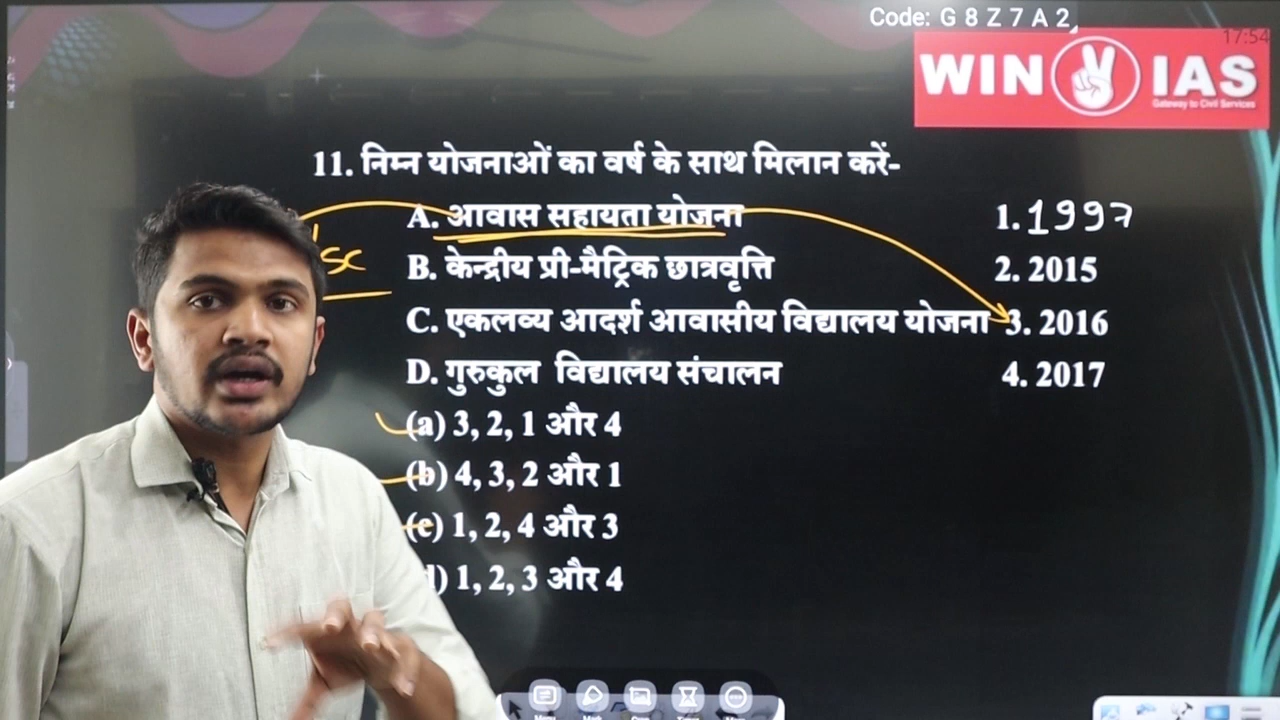 Code: G 8 Z 7 A 2
17:54
WIN IAS
Gateway to Civil Services
11. निम्न योजनाओं का वर्ष के साथ मिलान करें-
A. आवास सहायता योजना 1. 1997
SC
B. केन्द्रीय प्री-मैट्रिक छात्रवृत्ति 2. 2015
C. एकलव्य आदर्श आवासीय विद्यालय योजना 3. 2016
D. गुरुकुल विद्यालय संचालन 4. 2017
(a) 3, 2, 1 और 4
(b) 4, 3, 2 और 1
(c) 1, 2, 4 और 3
) 1, 2, 3 और 4